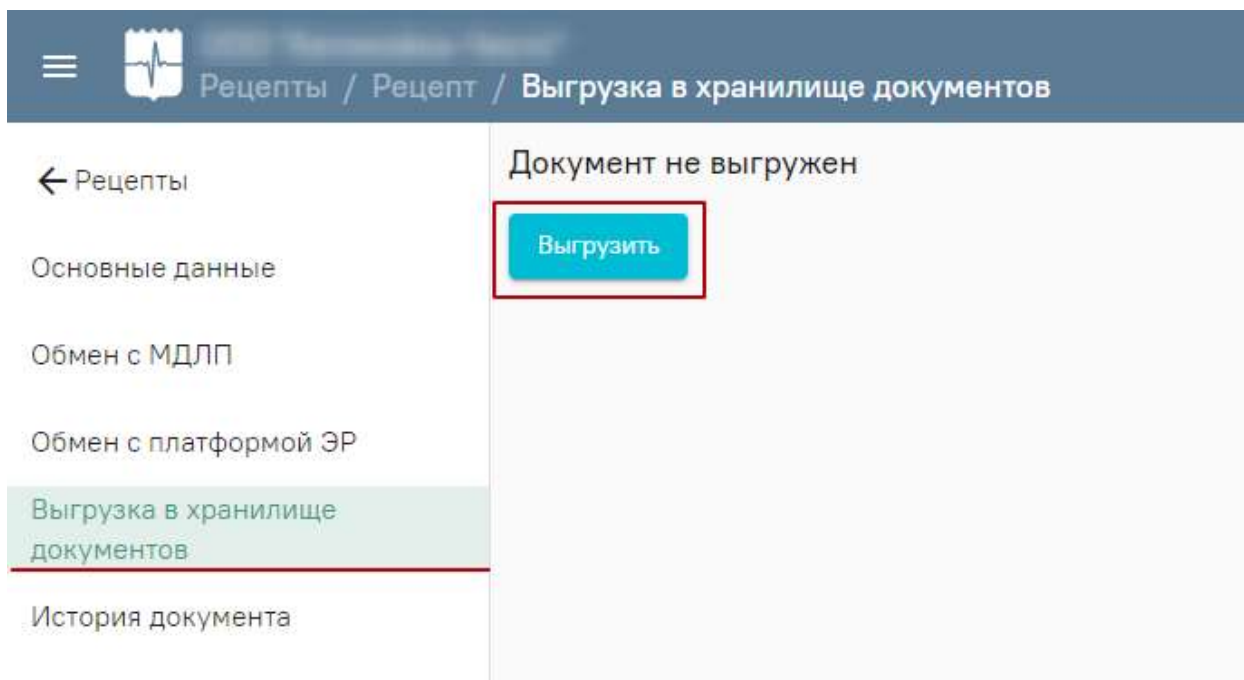 Рецепты / Рецепт / Выгрузка в хранилище документов
← Рецепты
Основные данные
Обмен с МДЛП
Обмен с платформой ЭР
Выгрузка в хранилище
документов
История документа
Документ не выгружен
Выгрузить